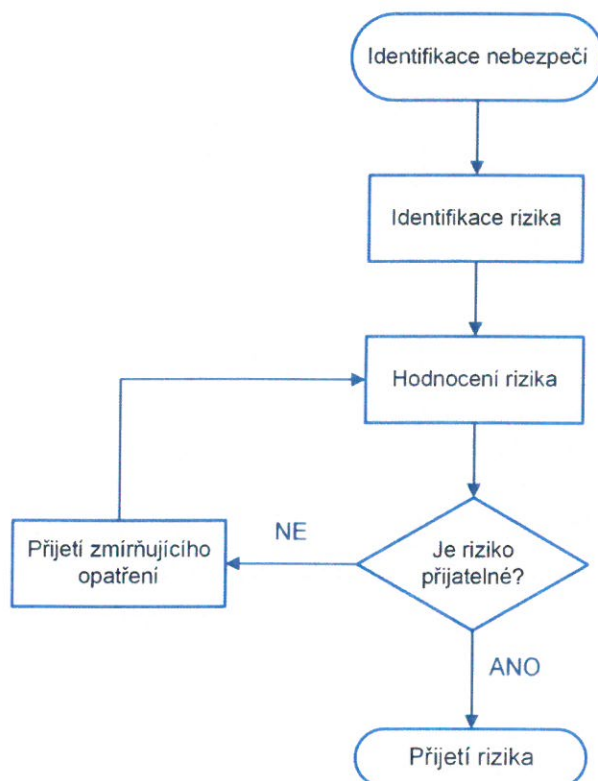 Identifikace nebezpečí
Identifikace rizika
Hodnocení rizika
Je riziko
přijatelné?
NE
Přijetí zmírňujícího
opatření
ANO
Přijetí rizika